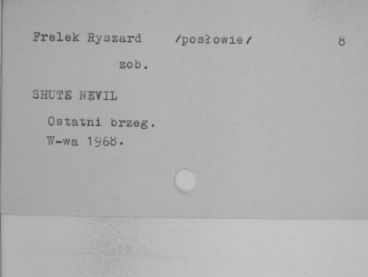 Frelek Ryszard /posłowie/ 8
zob.
SHUTE NEVIL
Ostatni brzeg.
W-wa 1968.